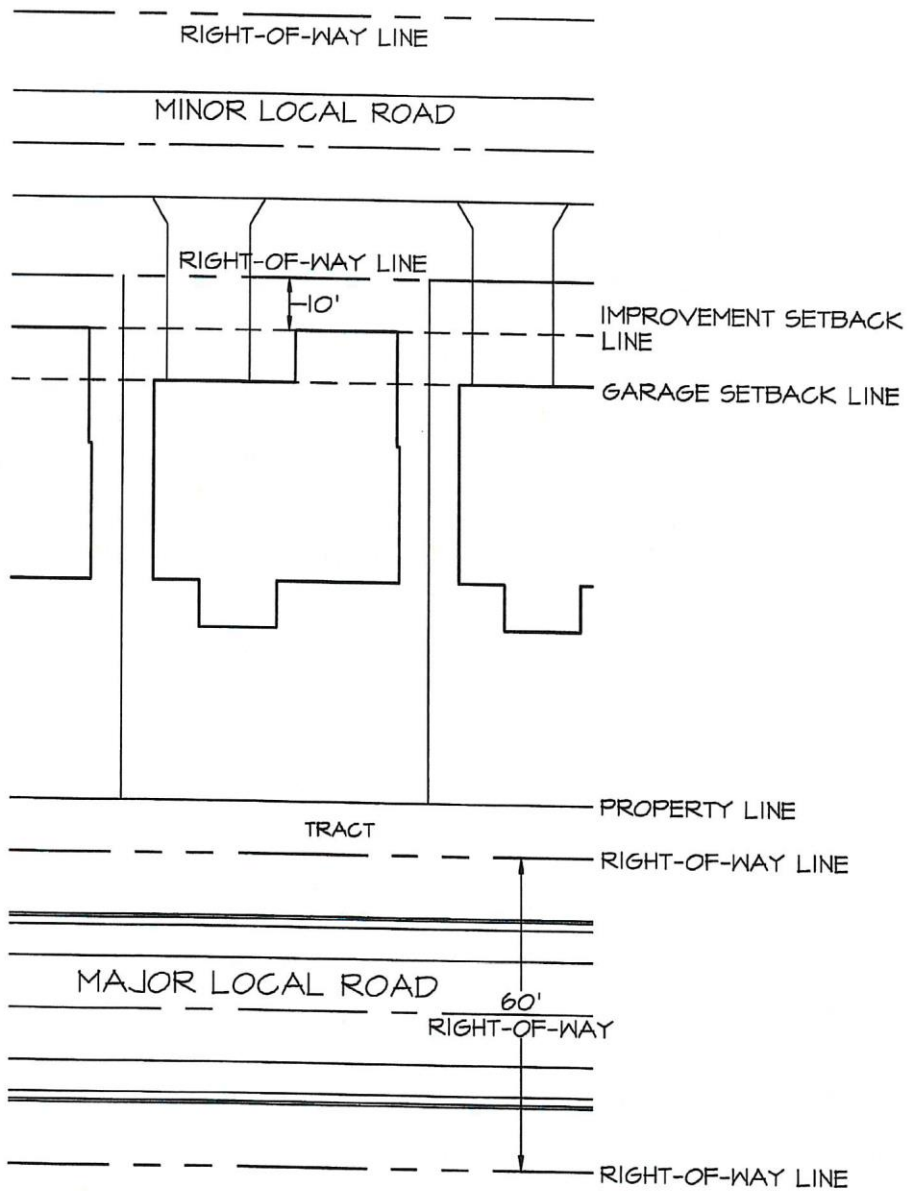 RIGHT-OF-WAY LINE
MINOR LOCAL ROAD
RIGHT-OF-WAY LINE
10'
IMPROVEMENT SETBACK
LINE
GARAGE SETBACK LINE
PROPERTY LINE
TRACT
RIGHT-OF-WAY LINE
MAJOR LOCAL ROAD
60'
RIGHT-OF-WAY
RIGHT-OF-WAY LINE